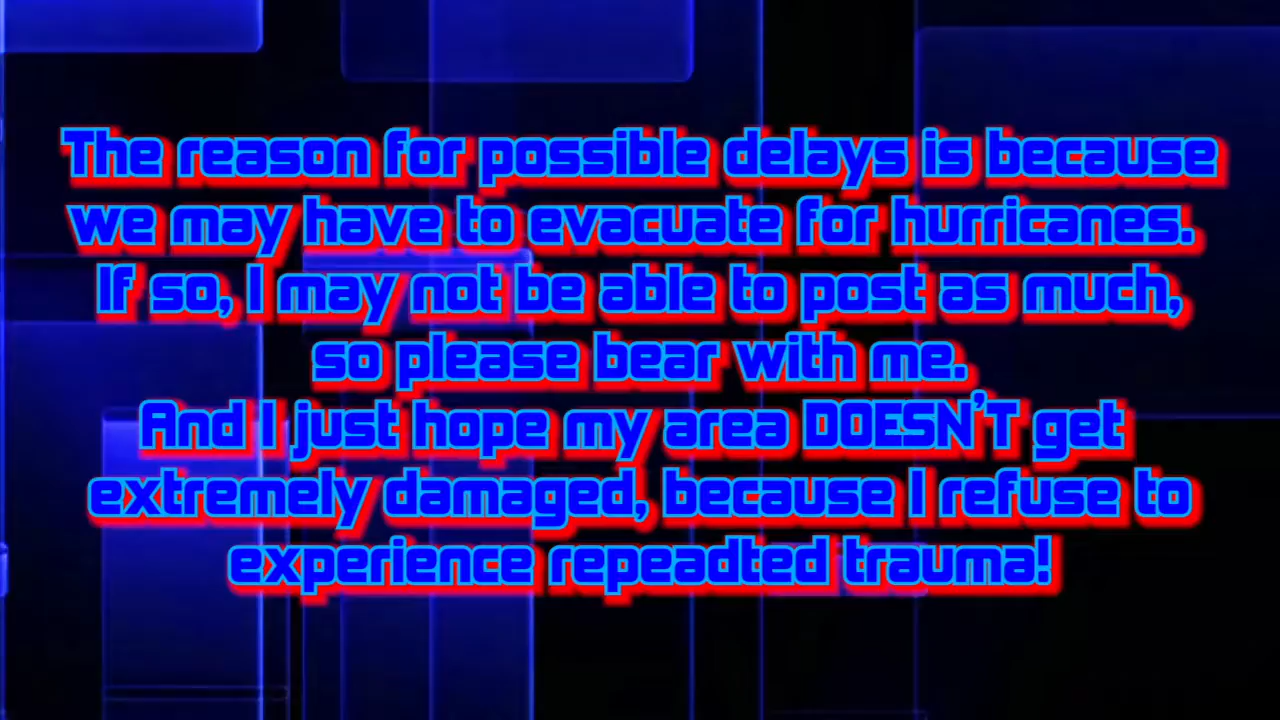 The reason for possible delays is because
we may have to evacuate for hurricanes.
If so, I may not be able to post as much,
so please bear with me.
And I just hope my area DOESN'T get
extremely damaged, because I refuse to
experience repeadted trauma!